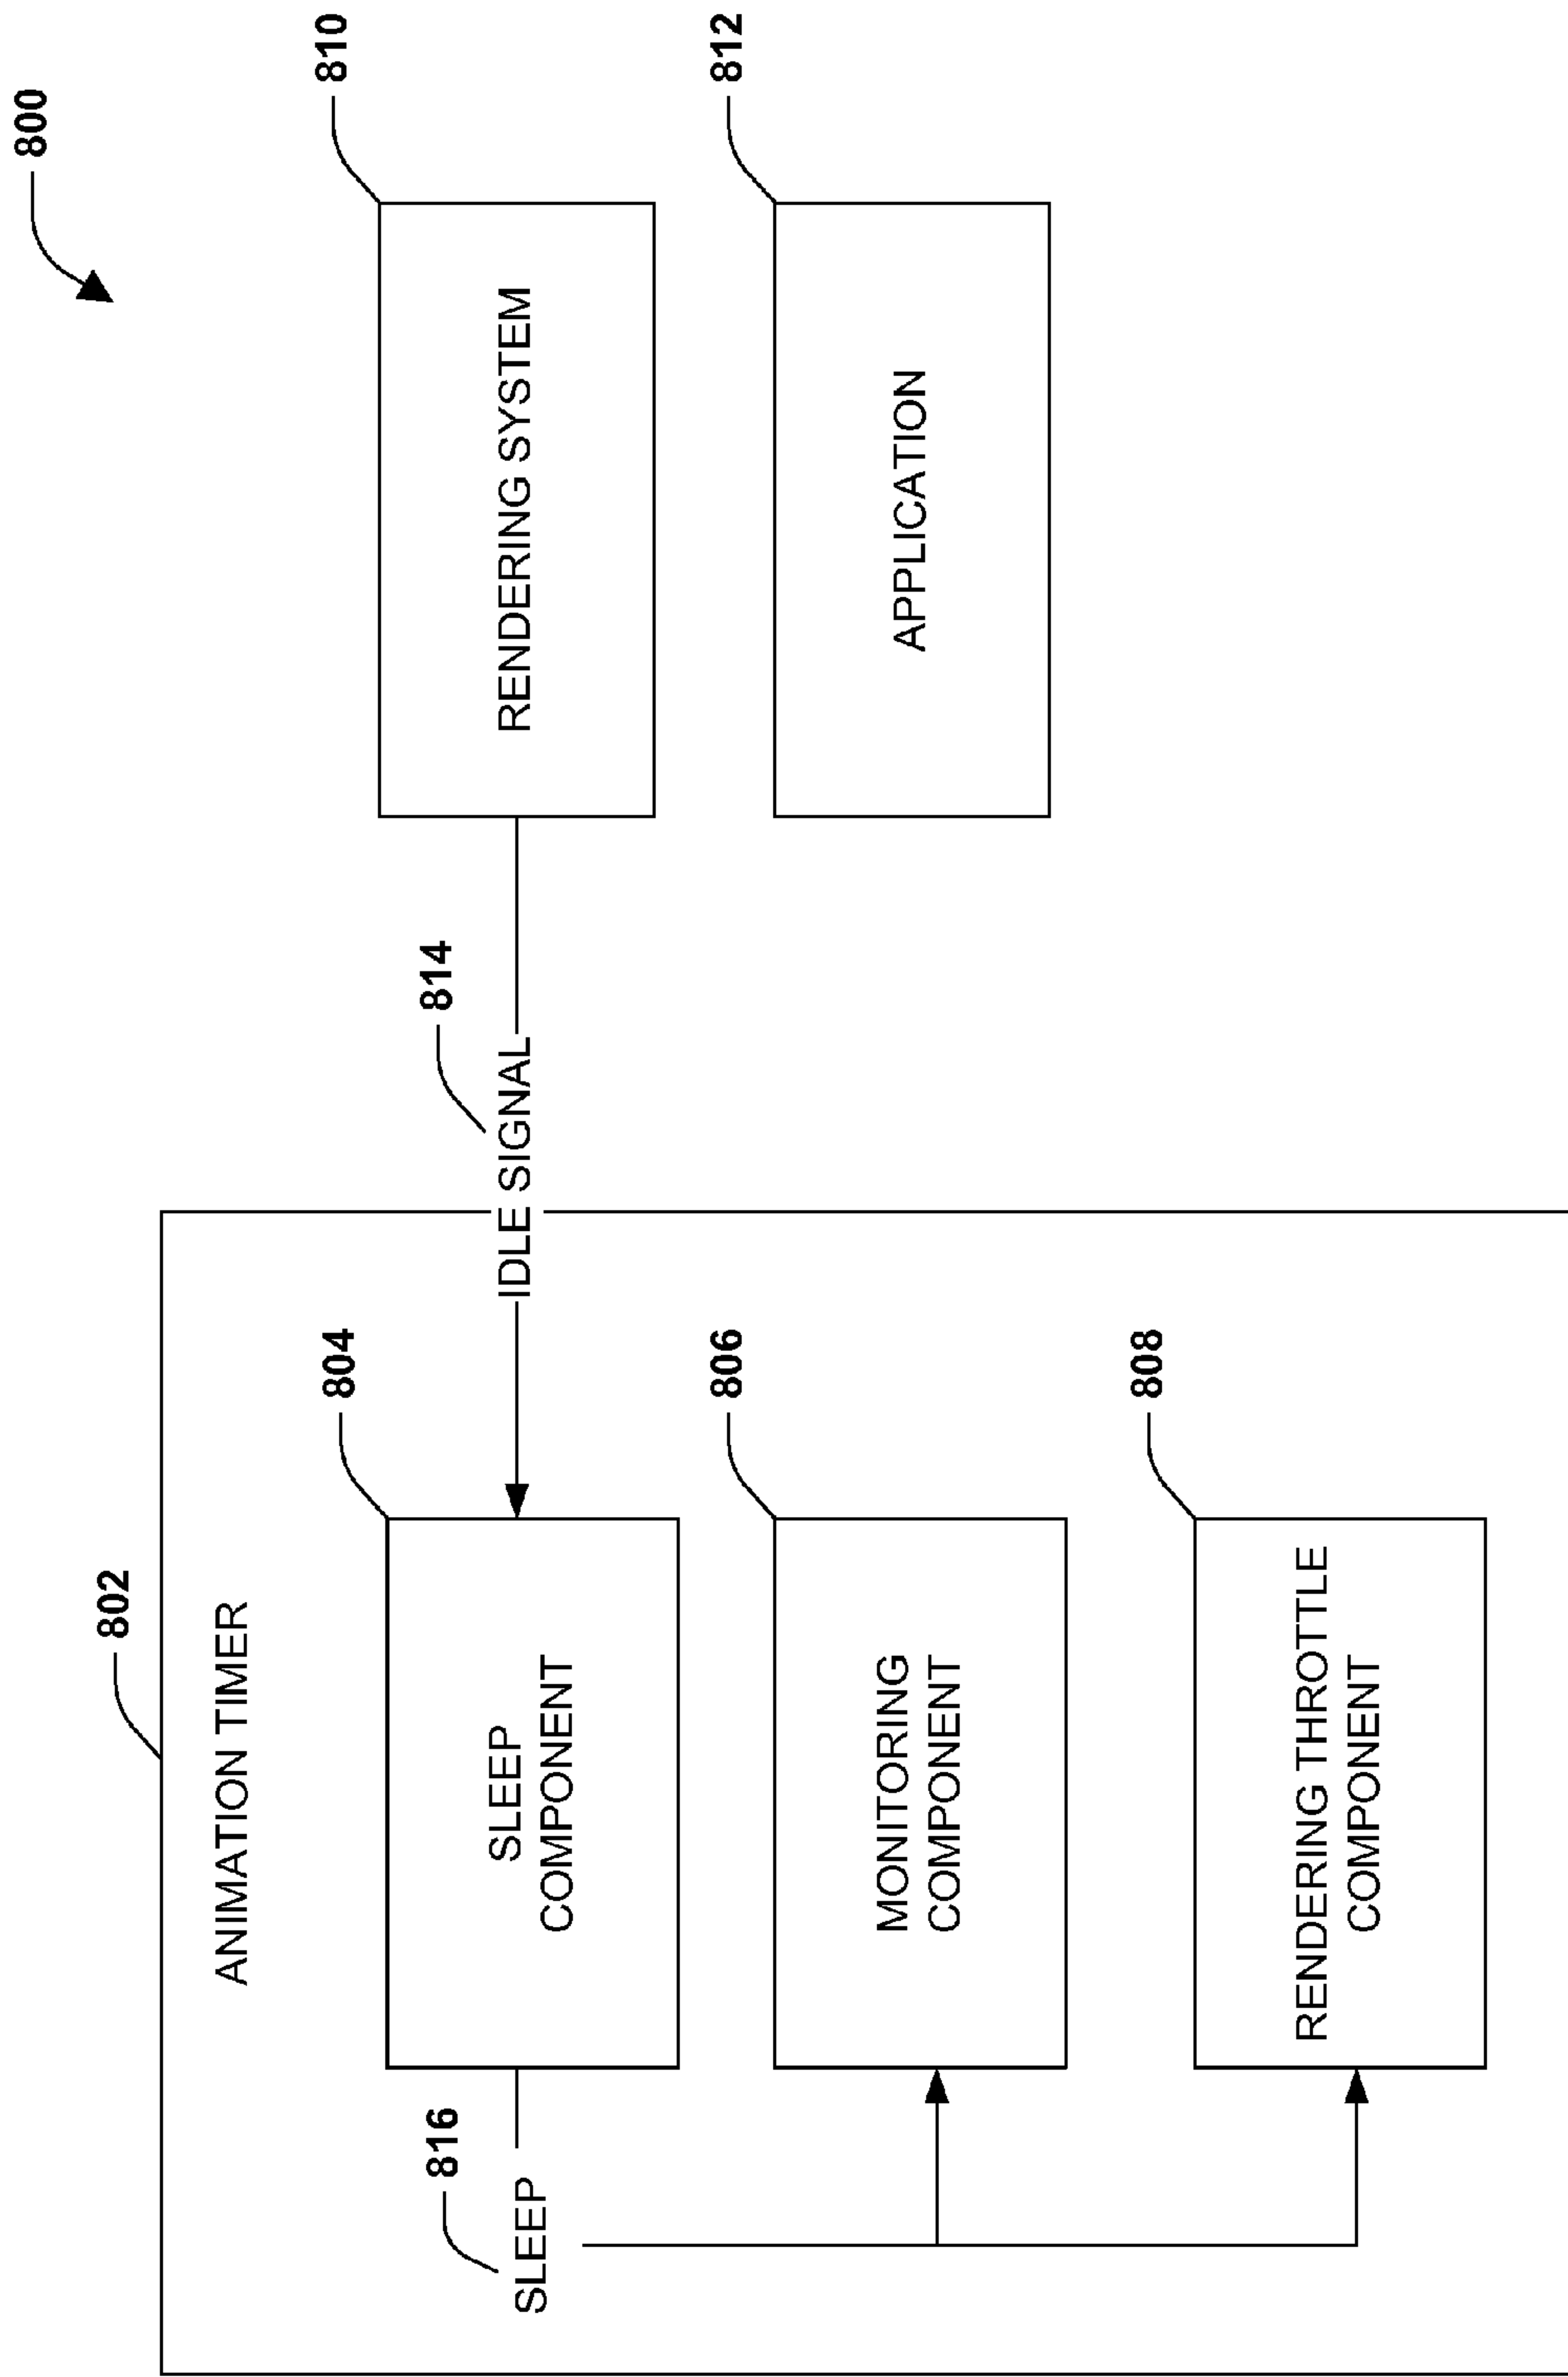 800
802
ANIMATION TIMER
804
SLEEP
COMPONENT
814
IDLE SIGNAL
810
RENDERING SYSTEM
816
SLEEP
806
MONITORING
COMPONENT
812
APPLICATION
808
RENDERING THROTTLE
COMPONENT